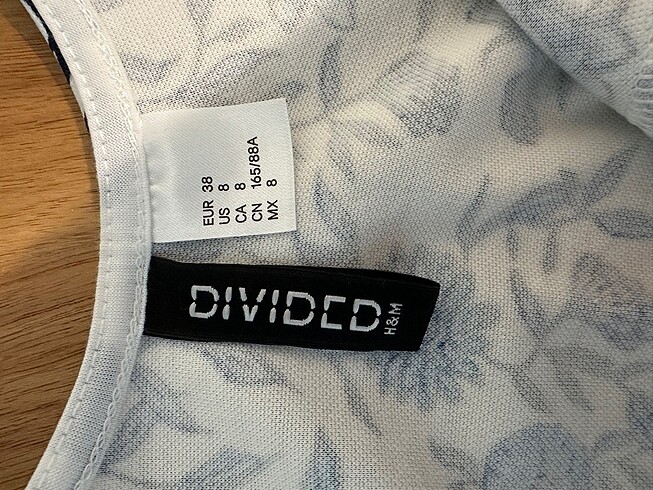 EUR 38
US 8
CA 8
CN 165/88A
MX 8
DIVIDED
H&M